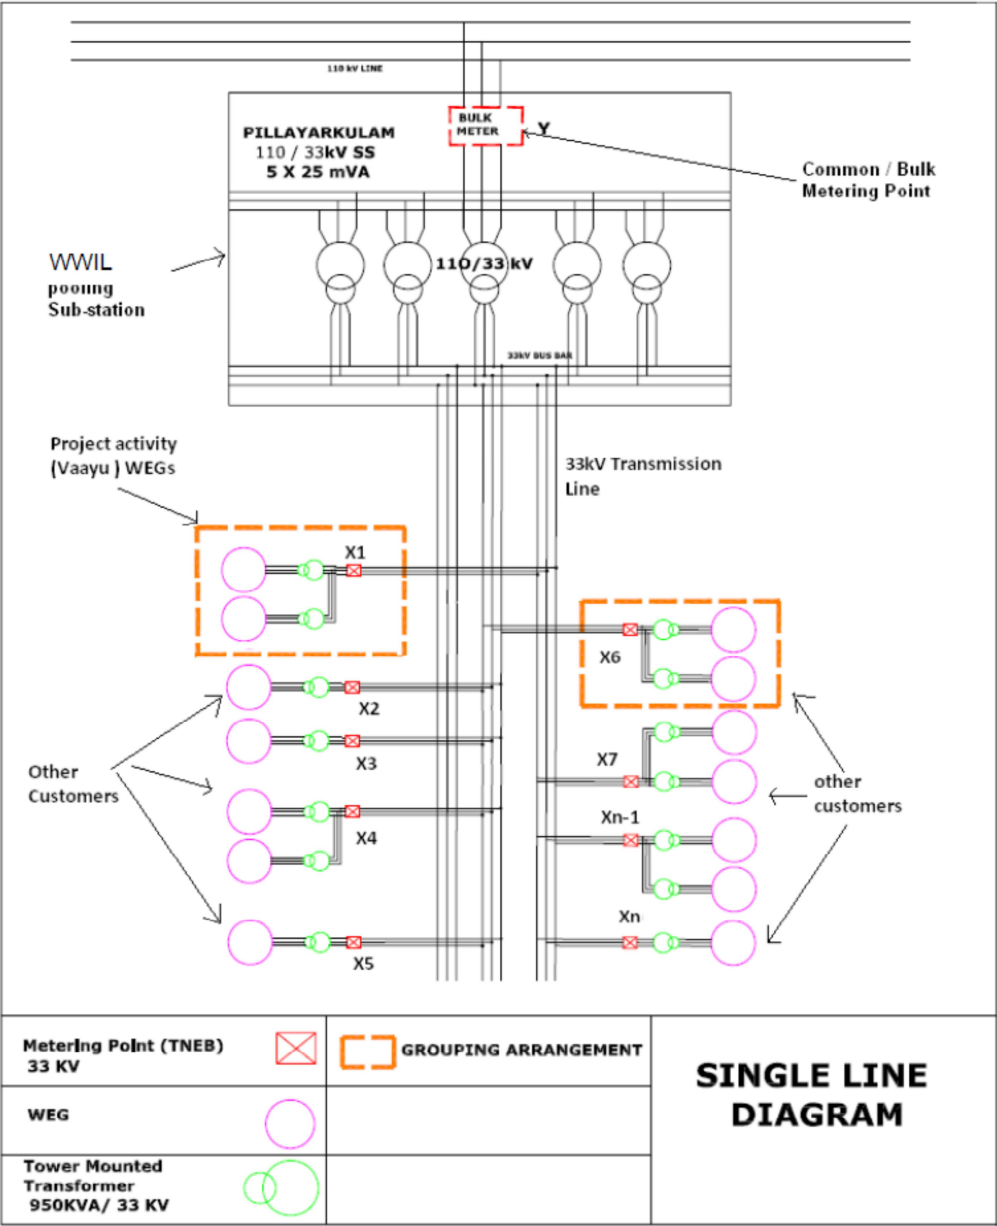 110 kV LINE
BULK
METER
Y
PILLAYARKULAM
110 / 33kV SS
5 X 25 mVA
Common / Bulk
Metering Point
WWIL
pooling
Sub-station
110/33 kV
33kV BUS BAR
Project activity
(Vaayu ) WEGs
33kV Transmission
Line
X1
X6
X2
X3
X7
Other
Customers
other
customers
Xn-1
X4
Xn
X5
Metering Point (TNEB)
33 KV
GROUPING ARRANGEMENT
SINGLE LINE
DIAGRAM
WEG
Tower Mounted
Transformer
950KVA/ 33 KV